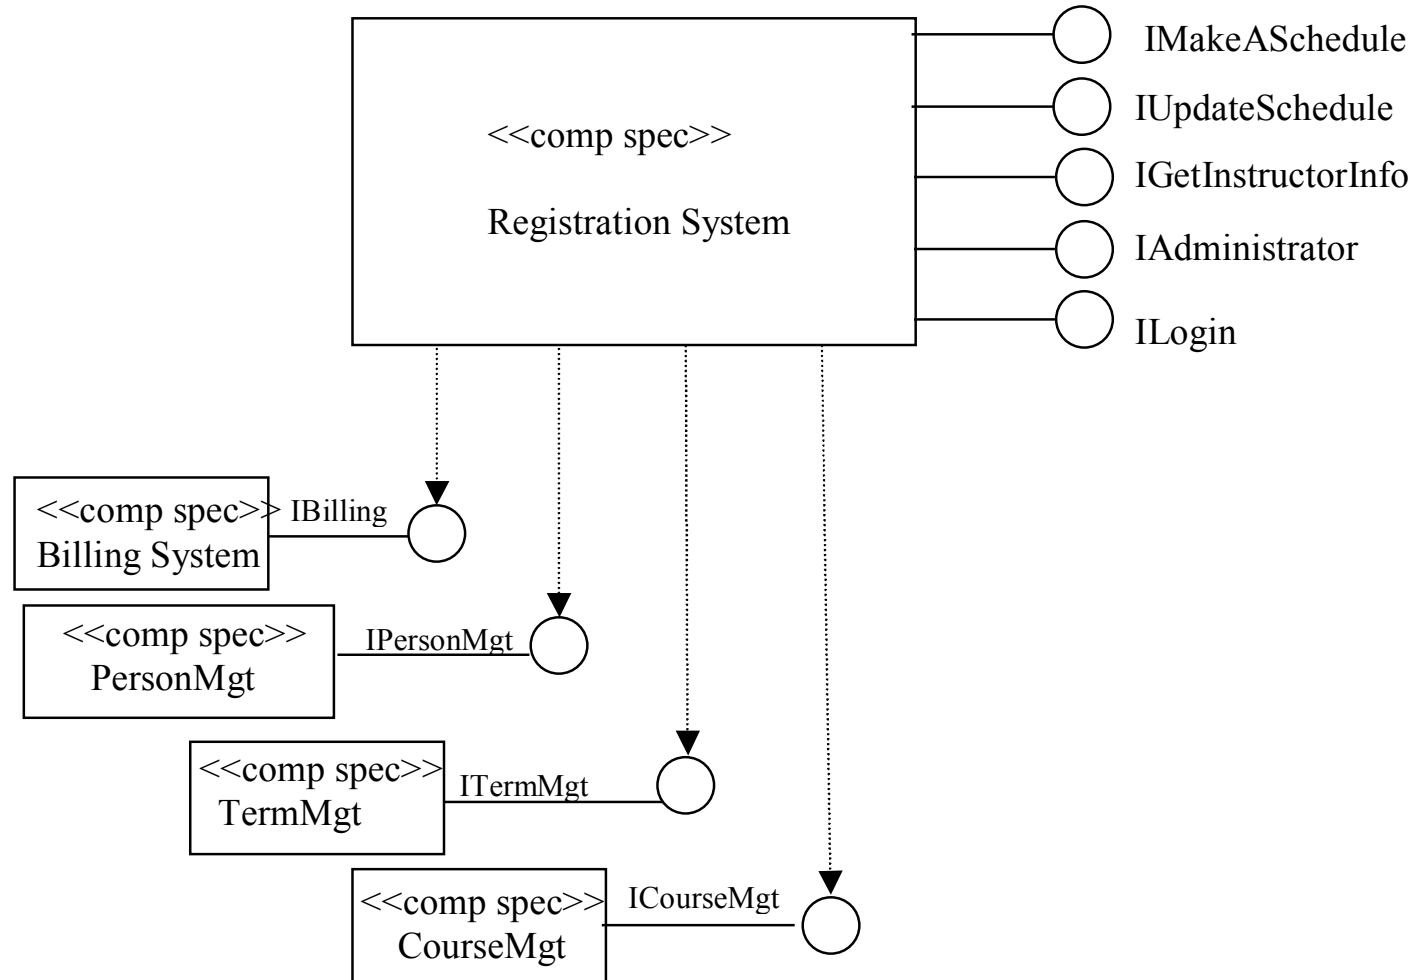 IMakeASchedule
IUpdateSchedule
<<comp spec>>
IGetInstructorInfo
Registration System
IAdministrator
ILogin
<<comp spec>> IBilling
Billing System
<<comp spec>> IPersonMgt
PersonMgt
<<comp spec>> ITermMgt
TermMgt
<<comp spec>> ICourseMgt
CourseMgt